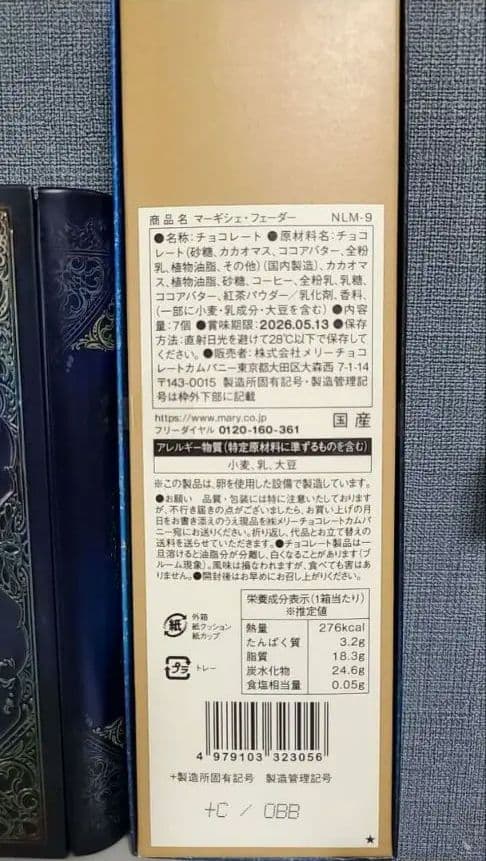 商品名 マーギシェ・フェーダー NLM-9
●名称:チョコレート ●原材料名:チョコ
レート(砂糖、カカオマス、ココアバター、全粉
乳、植物油脂、その他)(国内製造)、カカオマ
ス、植物油脂、砂糖、コーヒー、全粉乳、乳糖、
ココアバター、紅茶パウダー/乳化剤、香料、
(一部に小麦・乳成分・大豆を含む) ●内容
量:7個 ●賞味期限:2026.05.13 ●保存
方法:直射日光を避けて28℃以下で保存して
ください。●販売者:株式会社メリーチョコ
レートカムパニー東京都大田区大森西7-1-14
〒143-0015 製造所固有記号・製造管理記
号は枠外下部に記載
https://www.mary.co.jp
フリーダイヤル 0120-160-361
国産
アレルギー物質(特定原材料に準ずるものを含む)
小麦、乳、大豆
※この製品は、卵を使用した設備で製造しています。
●お願い 品質・包装には特に注意いたしております
が、不行き届きの点がございましたら、お買い上げの月
日をお書き添えのうえ現品を㈱メリーチョコレートカムパ
ニー宛にお送りください。折り返し、代品とお立て替えの
送料を送らせていただきます。●チョコレート製品は一
旦溶けると油脂分が分離し、白くなることがあります(ブ
ルーム現象)。風味は損なわれますが、食べても害はあ
りません。●開封後はお早めにお召し上がりください。
紙
外箱
紙クッション
紙カップ
プラ
トレー
栄養成分表示(1箱当たり)
※推定値
熱量 276kcal
たんぱく質 3.2g
脂質 18.3g
炭水化物 24.6g
食塩相当量 0.05g
4 979103 323056
+製造所固有記号 製造管理記号
+C / OBB
★